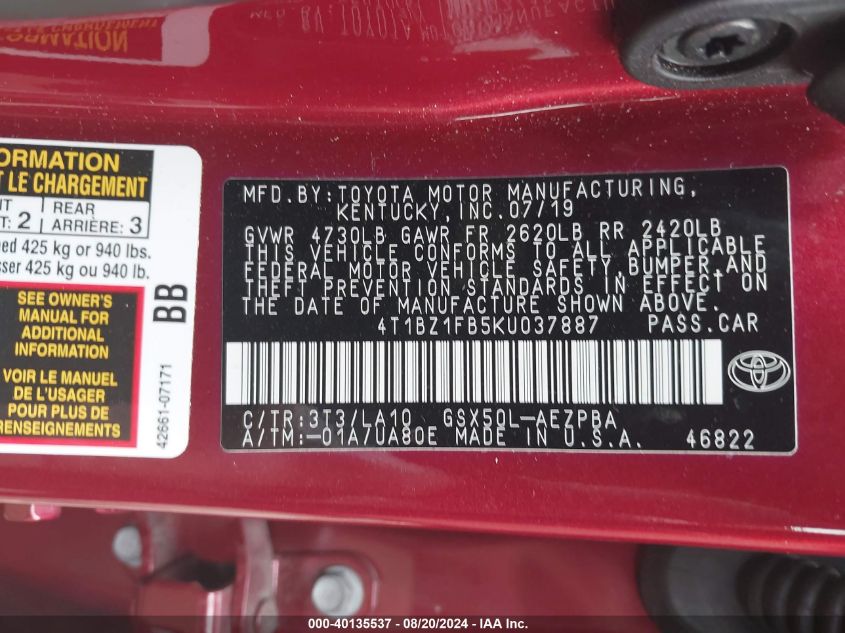 ORMATION
T LE CHARGEMENT
REAR
2 ARRIÈRE: 3
425 kg or 940 lbs.
sser 425 kg ou 940 lb.
SEE OWNER'S
MANUAL FOR
ADDITIONAL
INFORMATION
VOIR LE MANUEL
DE L'USAGER
POUR PLUS DE
RENSEIGNEMENTS
BB
42661-07171
MFD.BY:TOYOTA MOTOR MANUFACTURING,
KENTUCKY,INC.07/19
GVWR 4730LB GAWR FR 2620LB RR 2420LB
THIS VEHICLE CONFORMS TO ALL APPLICABLE
FEDERAL MOTOR VEHICLE SAFETY,BUMPER,AND
THEFT PREVENTION STANDARDS IN EFFECT ON
THE DATE OF MANUFACTURE SHOWN ABOVE.
4T1BZ1FB5KU037887 PASS.CAR
C/TR:3T3/LA10 GSX50L-AEZPBA
A/TM:-01A/UA80E MADE IN U.S.A. 46822
TOYOTA
000-40135537 - 08/20/2024 - IAAI.COM